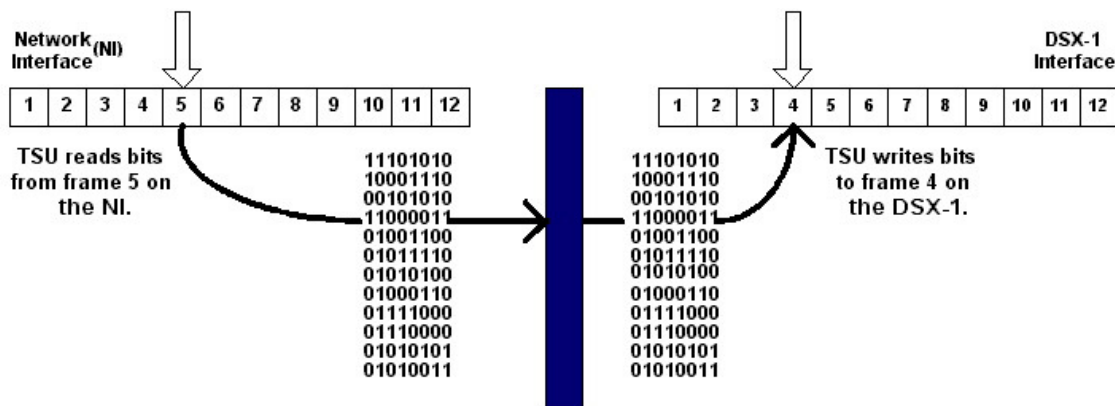 Network (NI)
Interface
1 2 3 4 5 6 7 8 9 10 11 12
TSU reads bits
from frame 5 on
the NI.
11101010
10001110
00101010
11000011
01001100
01011110
01010100
01000110
01111000
01110000
01010101
01010011
DSX-1
Interface
1 2 3 4 5 6 7 8 9 10 11 12
11101010
10001110
00101010
11000011
01001100
01011110
01010100
01000110
01111000
01110000
01010101
01010011
TSU writes bits
to frame 4 on
the DSX-1.